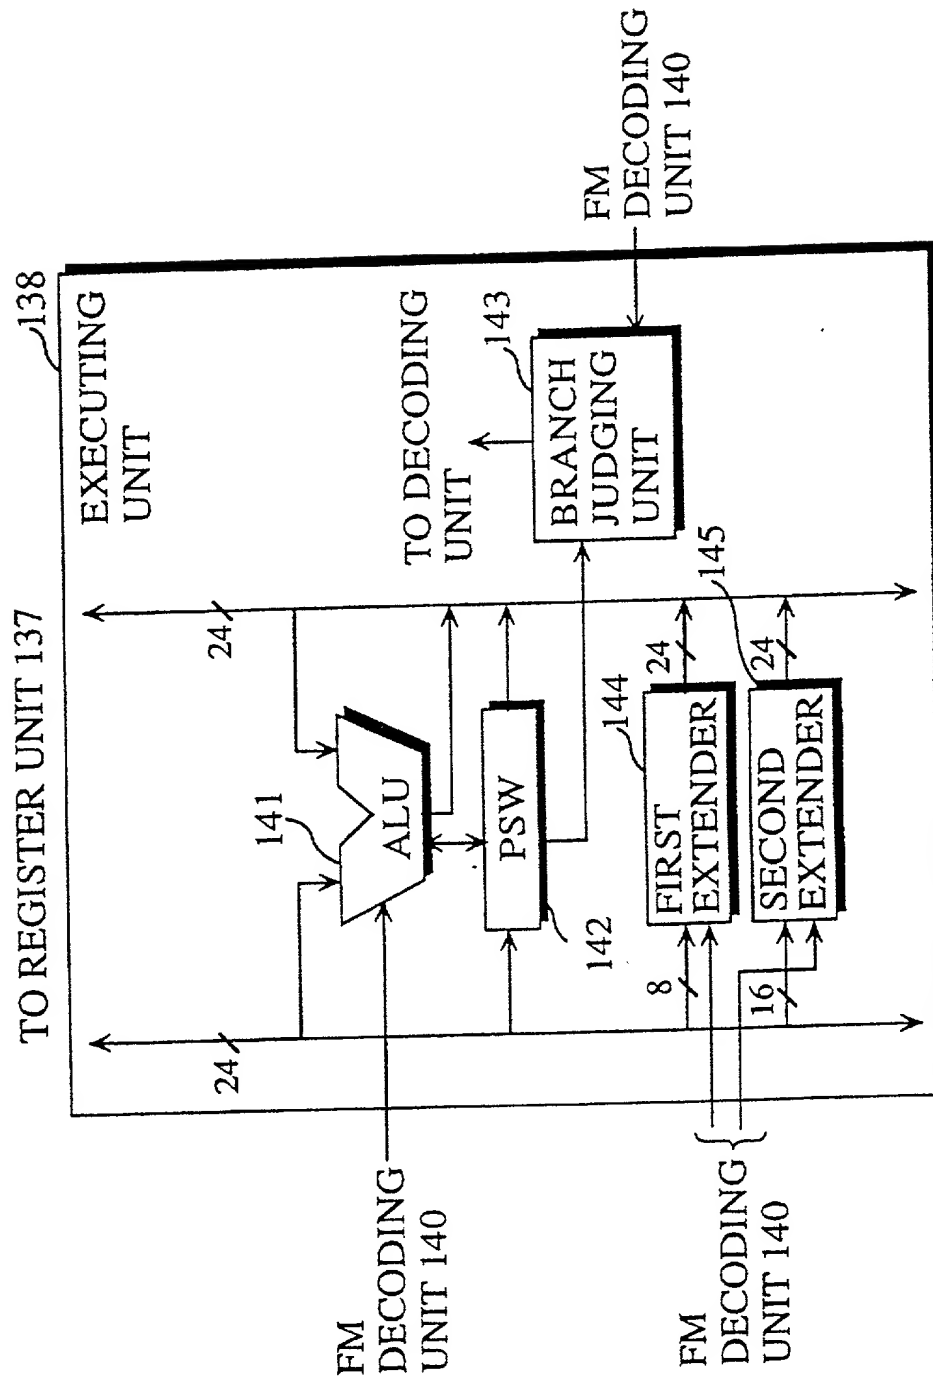 TO REGISTER UNIT 137
138
EXECUTING
UNIT
24
24
141
ALU
FM
DECODING
UNIT 140
TO DECODING
UNIT
PSW
142
143
BRANCH
JUDGING
UNIT
FM
DECODING
UNIT 140
144
8
FIRST
EXTENDER
24
145
16
SECOND
EXTENDER
24
FM
DECODING
UNIT 140